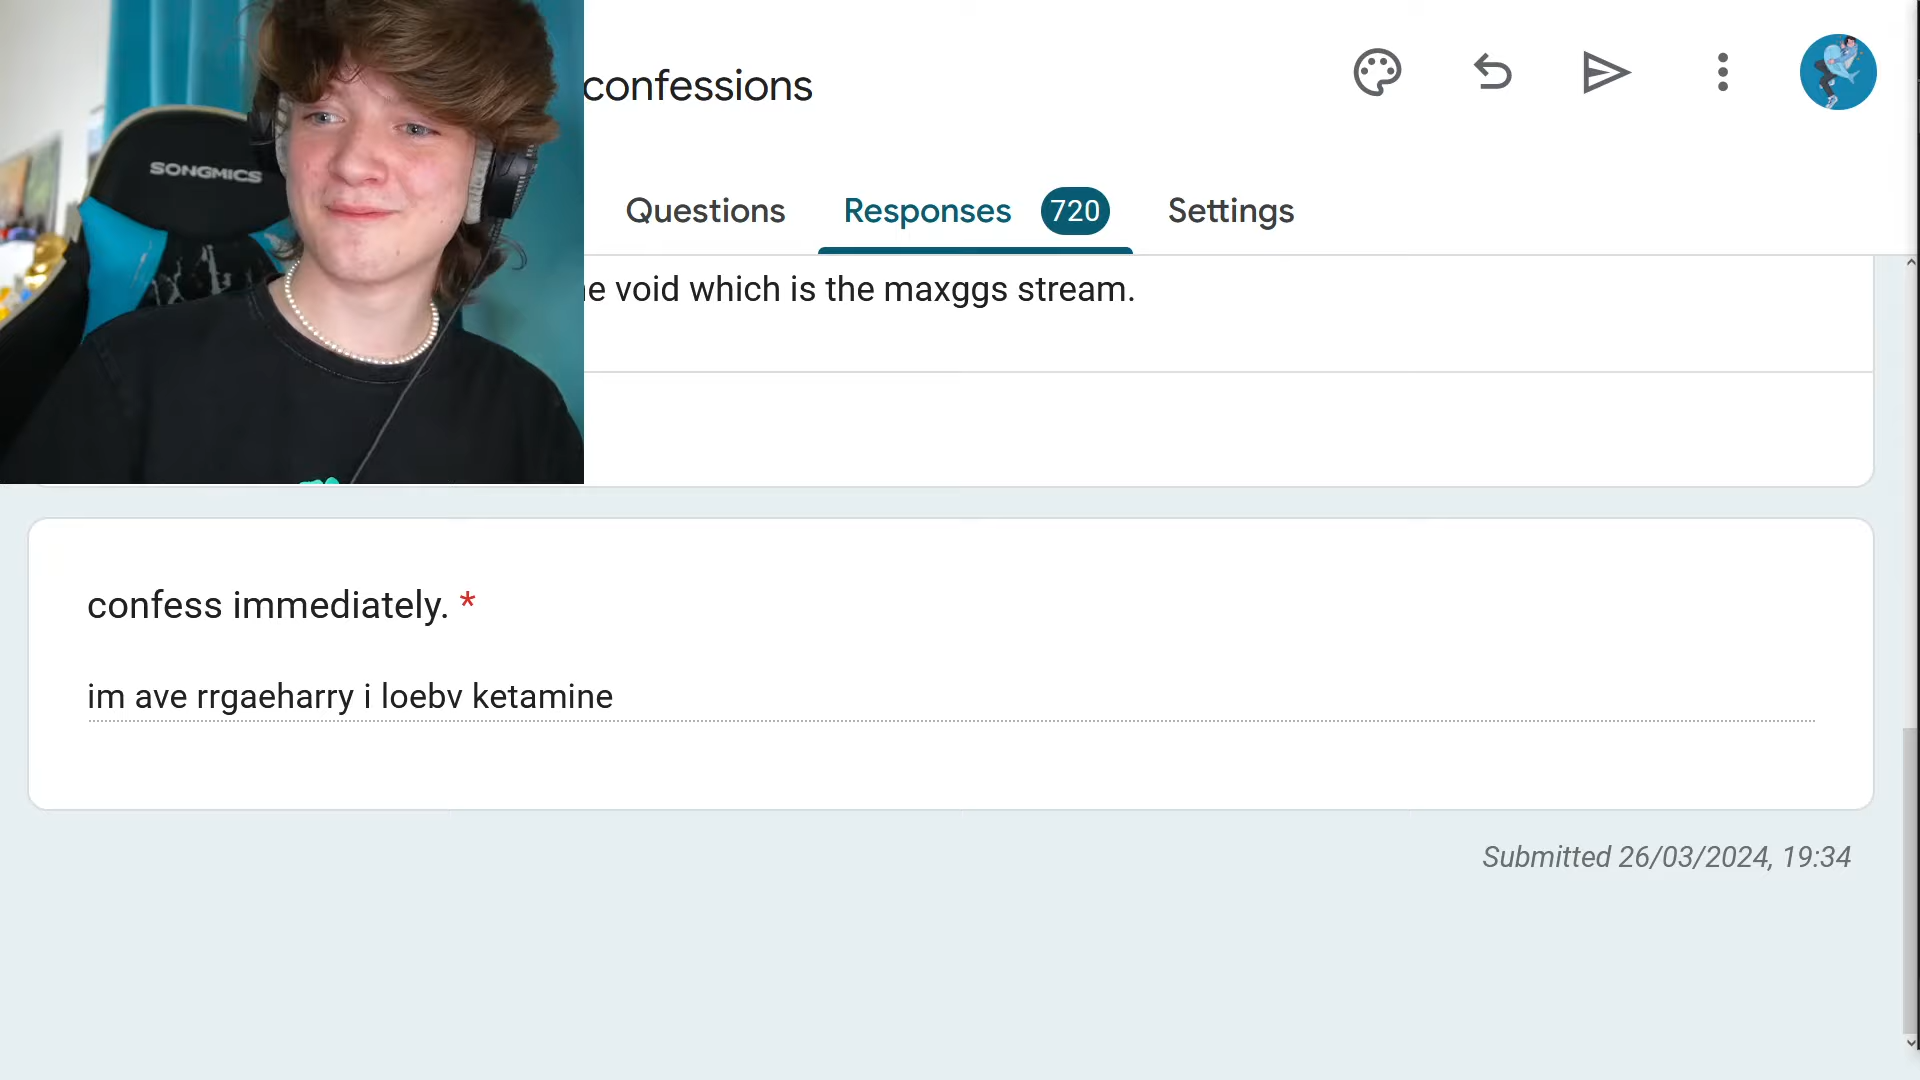 SONGMICS
confessions
Questions Responses 720 Settings
void which is the maxggs stream.
confess immediately. *
im ave rrgaeharry i loebv ketamine
Submitted 26/03/2024, 19:34